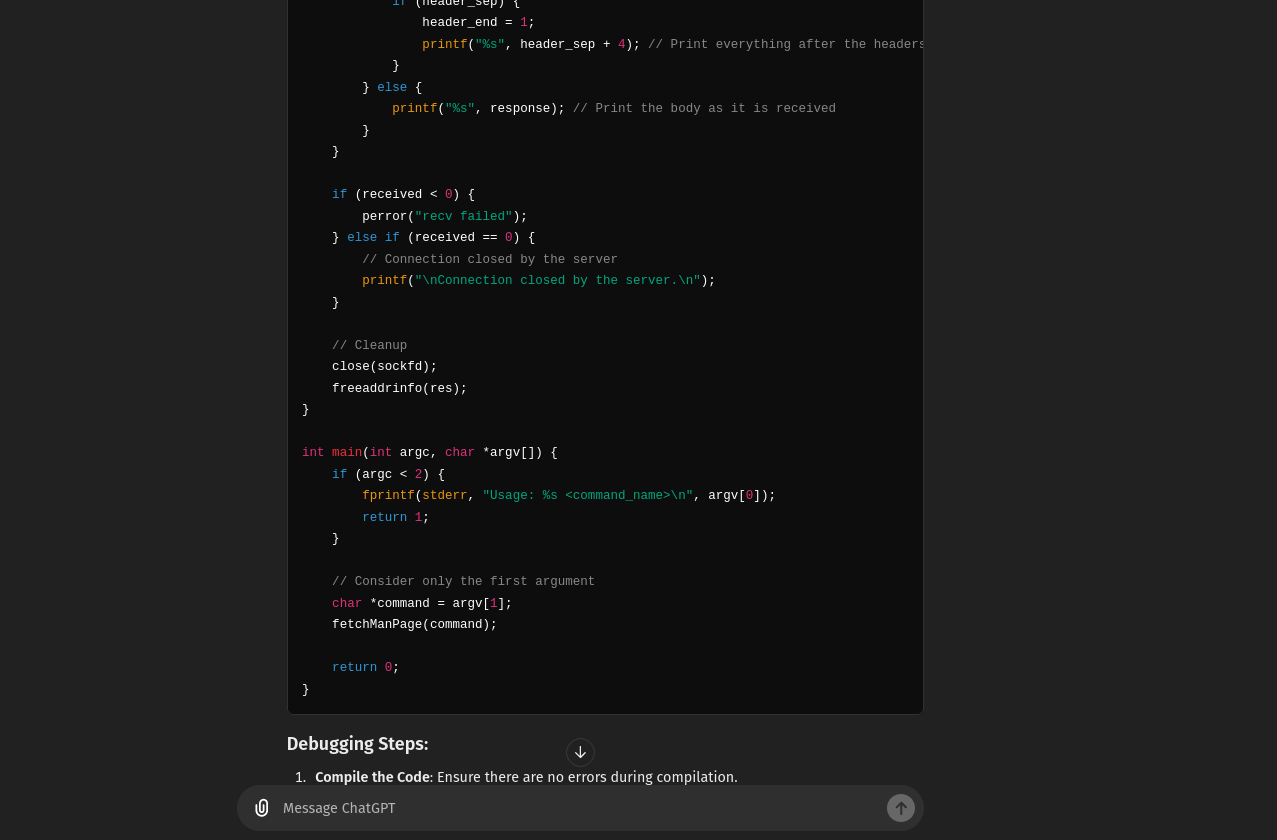 if (header_sep) {
                header_end = 1;
                printf("%s", header_sep + 4); // Print everything after the headers
            }
        } else {
            printf("%s", response); // Print the body as it is received
        }
    }

    if (received < 0) {
        perror("recv failed");
    } else if (received == 0) {
        // Connection closed by the server
        printf("\nConnection closed by the server.\n");
    }

    // Cleanup
    close(sockfd);
    freeaddrinfo(res);
}

int main(int argc, char *argv[]) {
    if (argc < 2) {
        fprintf(stderr, "Usage: %s <command_name>\n", argv[0]);
        return 1;
    }

    // Consider only the first argument
    char *command = argv[1];
    fetchManPage(command);

    return 0;
}
Debugging Steps:
1. Compile the Code: Ensure there are no errors during compilation.
Message ChatGPT